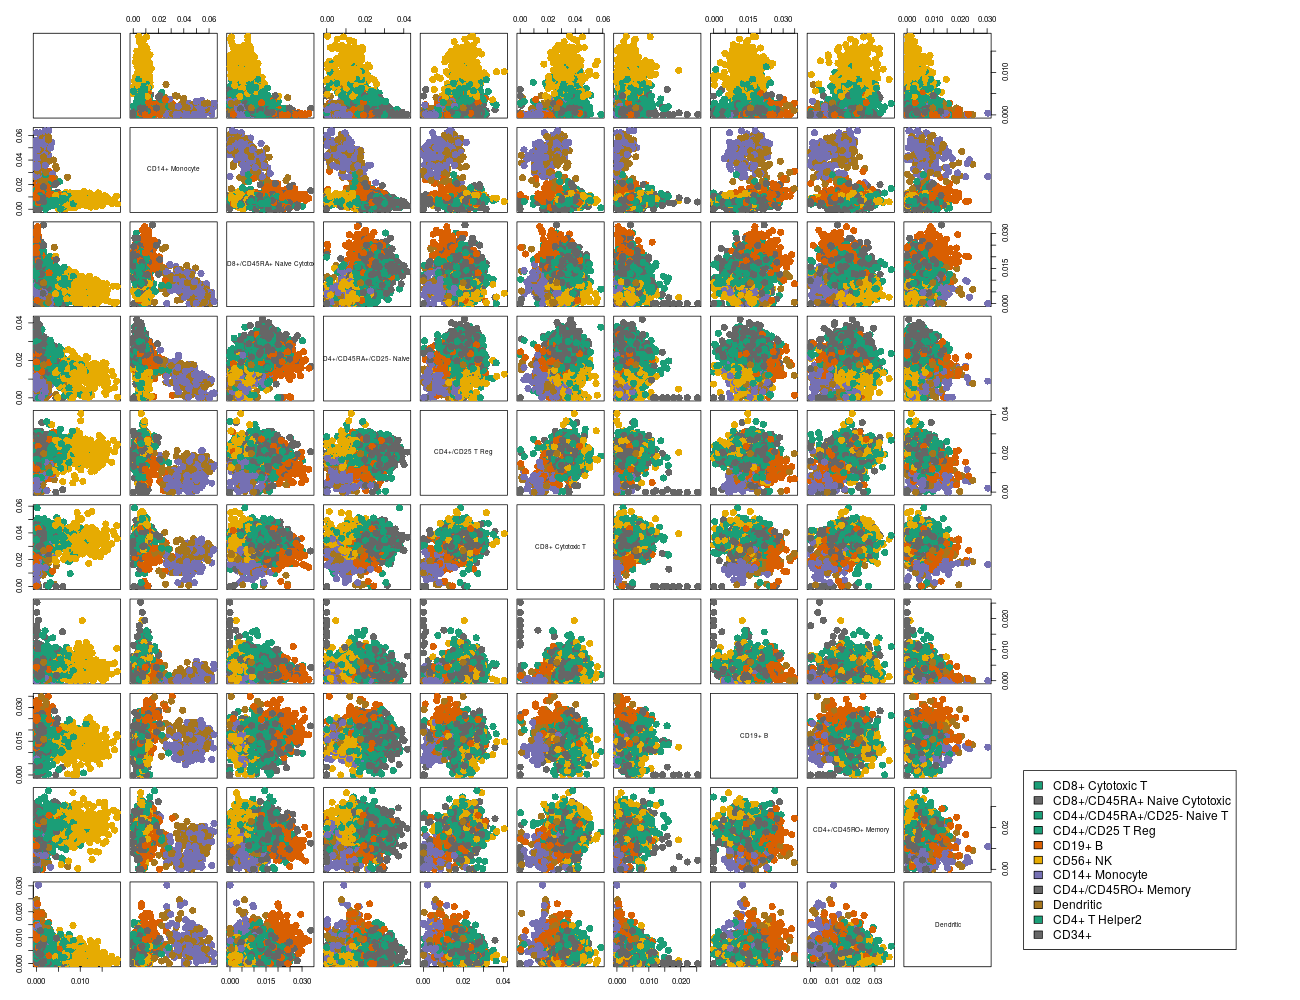 0.00 0.02 0.04 0.06 0.00 0.02 0.04 0.00 0.02 0.04 0.06 0.000 0.015 0.030 0.000 0.010 0.020 0.030
0.010
0.000
0.06
0.04
0.02
0.00
CD14+ Monocyte
D8+/CD45RA+ Naive Cytoto
0.030
0.015
0.000
0.04
0.02
0.00
D4+/CD45RA+/CD25- Naive
CD4+/CD25 T Reg
0.04
0.02
0.00
0.06
0.04
0.02
0.00
CD8+ Cytotoxic T
0.020
0.010
0.000
0.030
0.015
0.000
CD19+ B
CD4+/CD45RO+ Memory
0.02
0.00
0.030
0.020
0.010
0.000
Dendritic
0.000 0.010 0.000 0.015 0.030 0.00 0.02 0.04 0.000 0.010 0.020 0.00 0.01 0.02 0.03
CD8+ Cytotoxic T
CD8+/CD45RA+ Naive Cytotoxic
CD4+/CD45RA+/CD25- Naive T
CD4+/CD25 T Reg
CD19+ B
CD56+ NK
CD14+ Monocyte
CD4+/CD45RO+ Memory
Dendritic
CD4+ T Helper2
CD34+